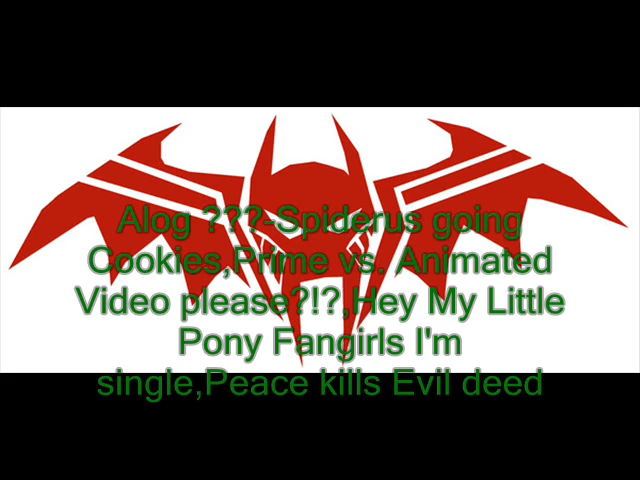 Alog ???-Spiderus going
Cookies,Prime vs. Animated
Video please?!?,Hey My Little
Pony Fangirls I'm
single,Peace kills Evil deed